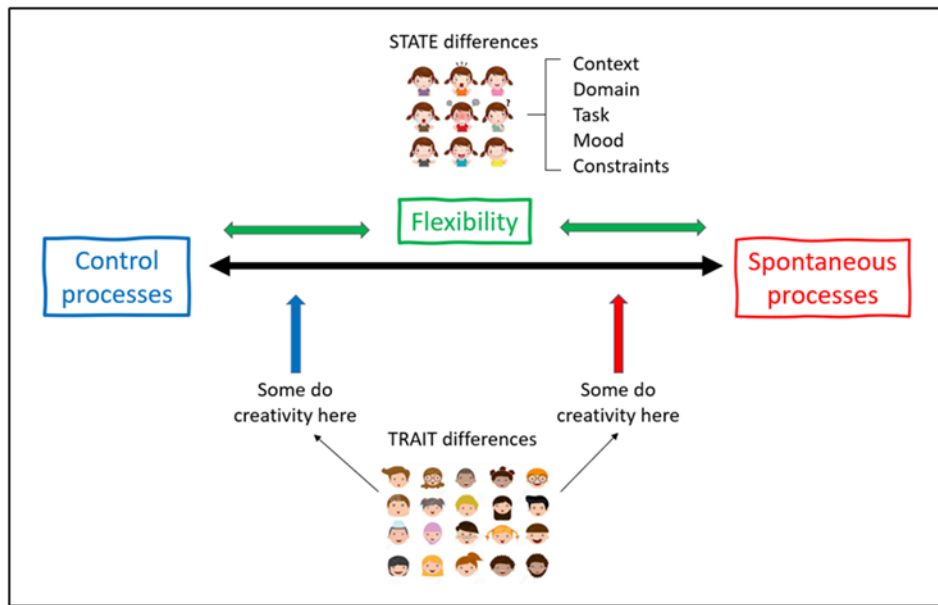 STATE differences
Context
Domain
Task
Mood
Constraints
Flexibility
Control
processes
Spontaneous
processes
Some do
creativity here
Some do
creativity here
TRAIT differences